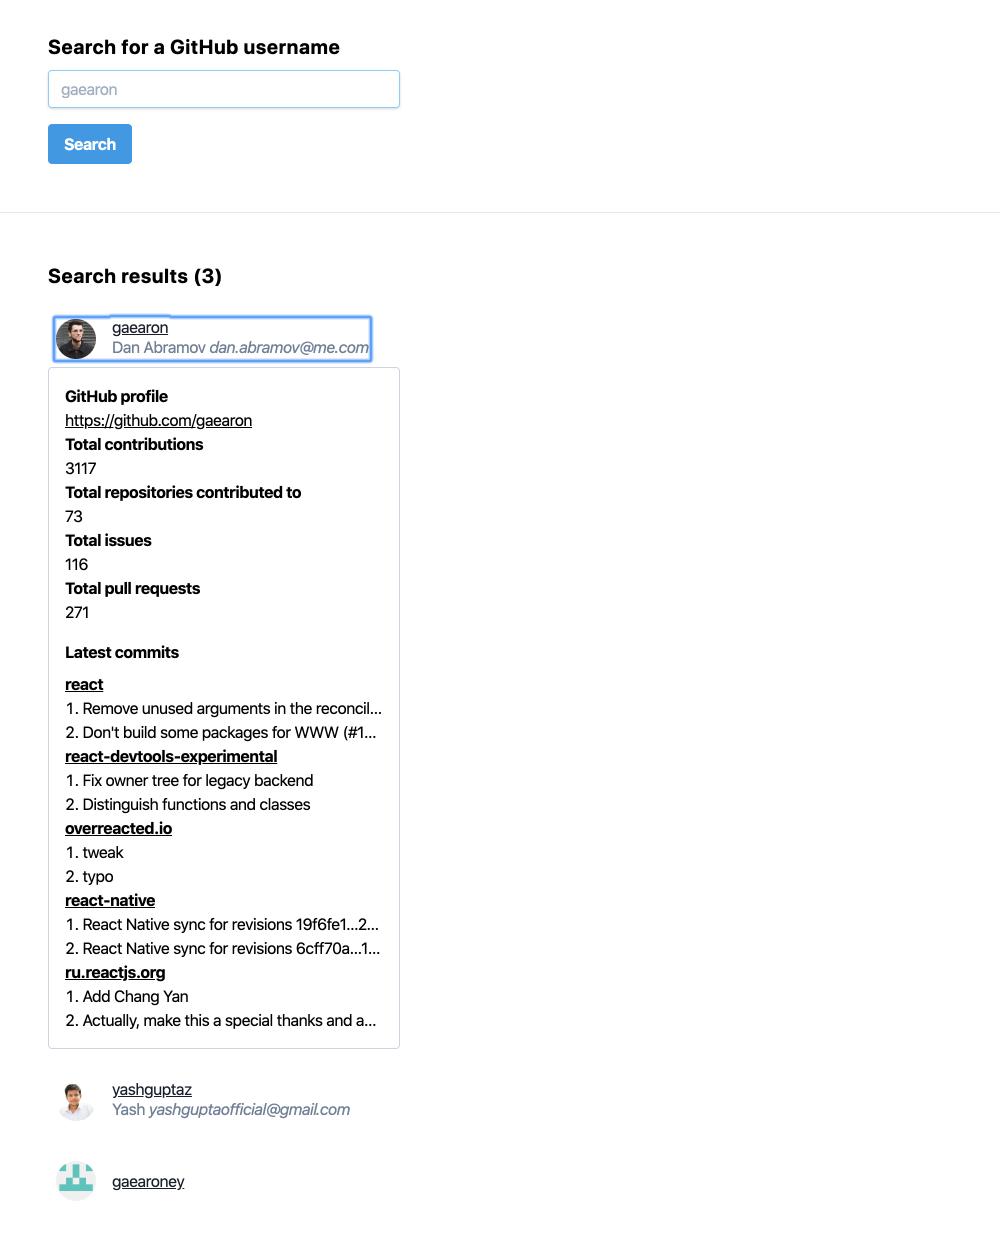 Search for a GitHub username
gaearon
Search
Search results (3)
gaearon
Dan Abramov dan.abramov@me.com
GitHub profile
https://github.com/gaearon
Total contributions
3117
Total repositories contributed to
73
Total issues
116
Total pull requests
271
Latest commits
react
1. Remove unused arguments in the reconcil...
2. Don't build some packages for WWW (#1...
react-devtools-experimental
1. Fix owner tree for legacy backend
2. Distinguish functions and classes
overreacted.io
1. tweak
2. typo
react-native
1. React Native sync for revisions 19f6fe1...2...
2. React Native sync for revisions 6cff70a...1...
ru.reactjs.org
1. Add Chang Yan
2. Actually, make this a special thanks and a...
yashguptaz
Yash yashguptaofficial@gmail.com
gaearoney